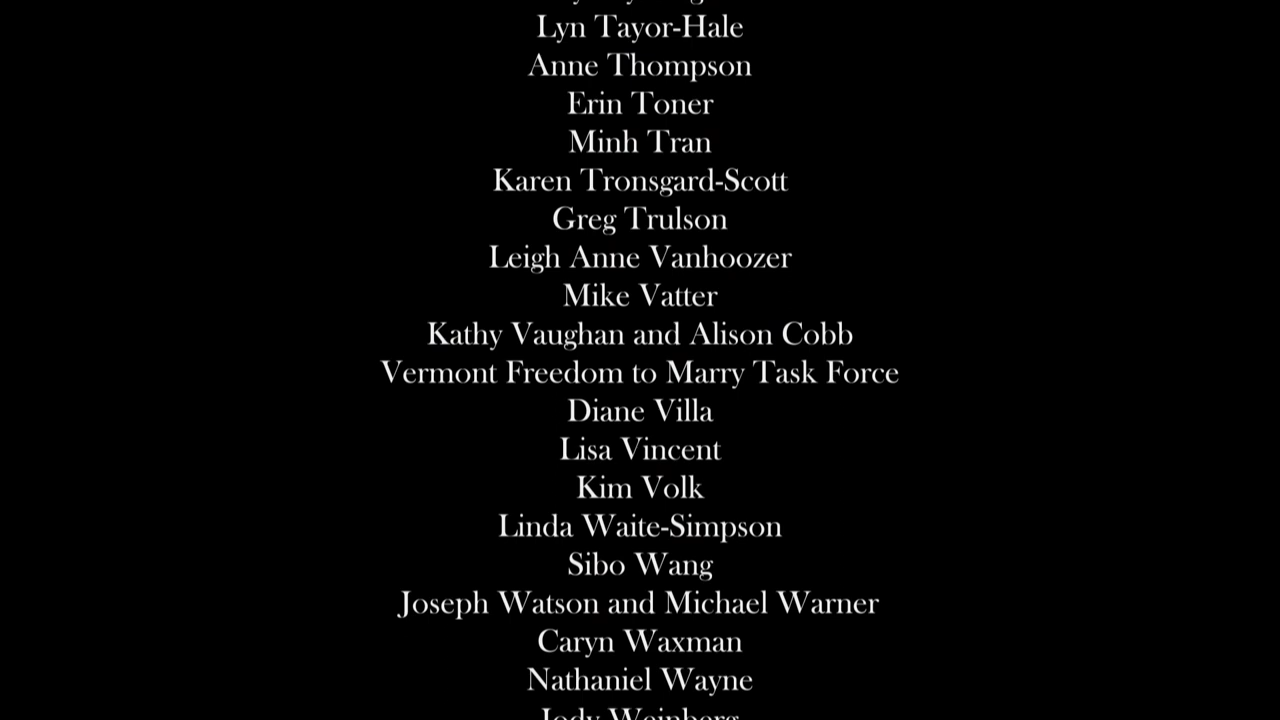 Lyn Tayor-Hale
Anne Thompson
Erin Toner
Minh Tran
Karen Tronsgard-Scott
Greg Trulson
Leigh Anne Vanhoozer
Mike Vatter
Kathy Vaughan and Alison Cobb
Vermont Freedom to Marry Task Force
Diane Villa
Lisa Vincent
Kim Volk
Linda Waite-Simpson
Sibo Wang
Joseph Watson and Michael Warner
Caryn Waxman
Nathaniel Wayne
Jody Weinberg